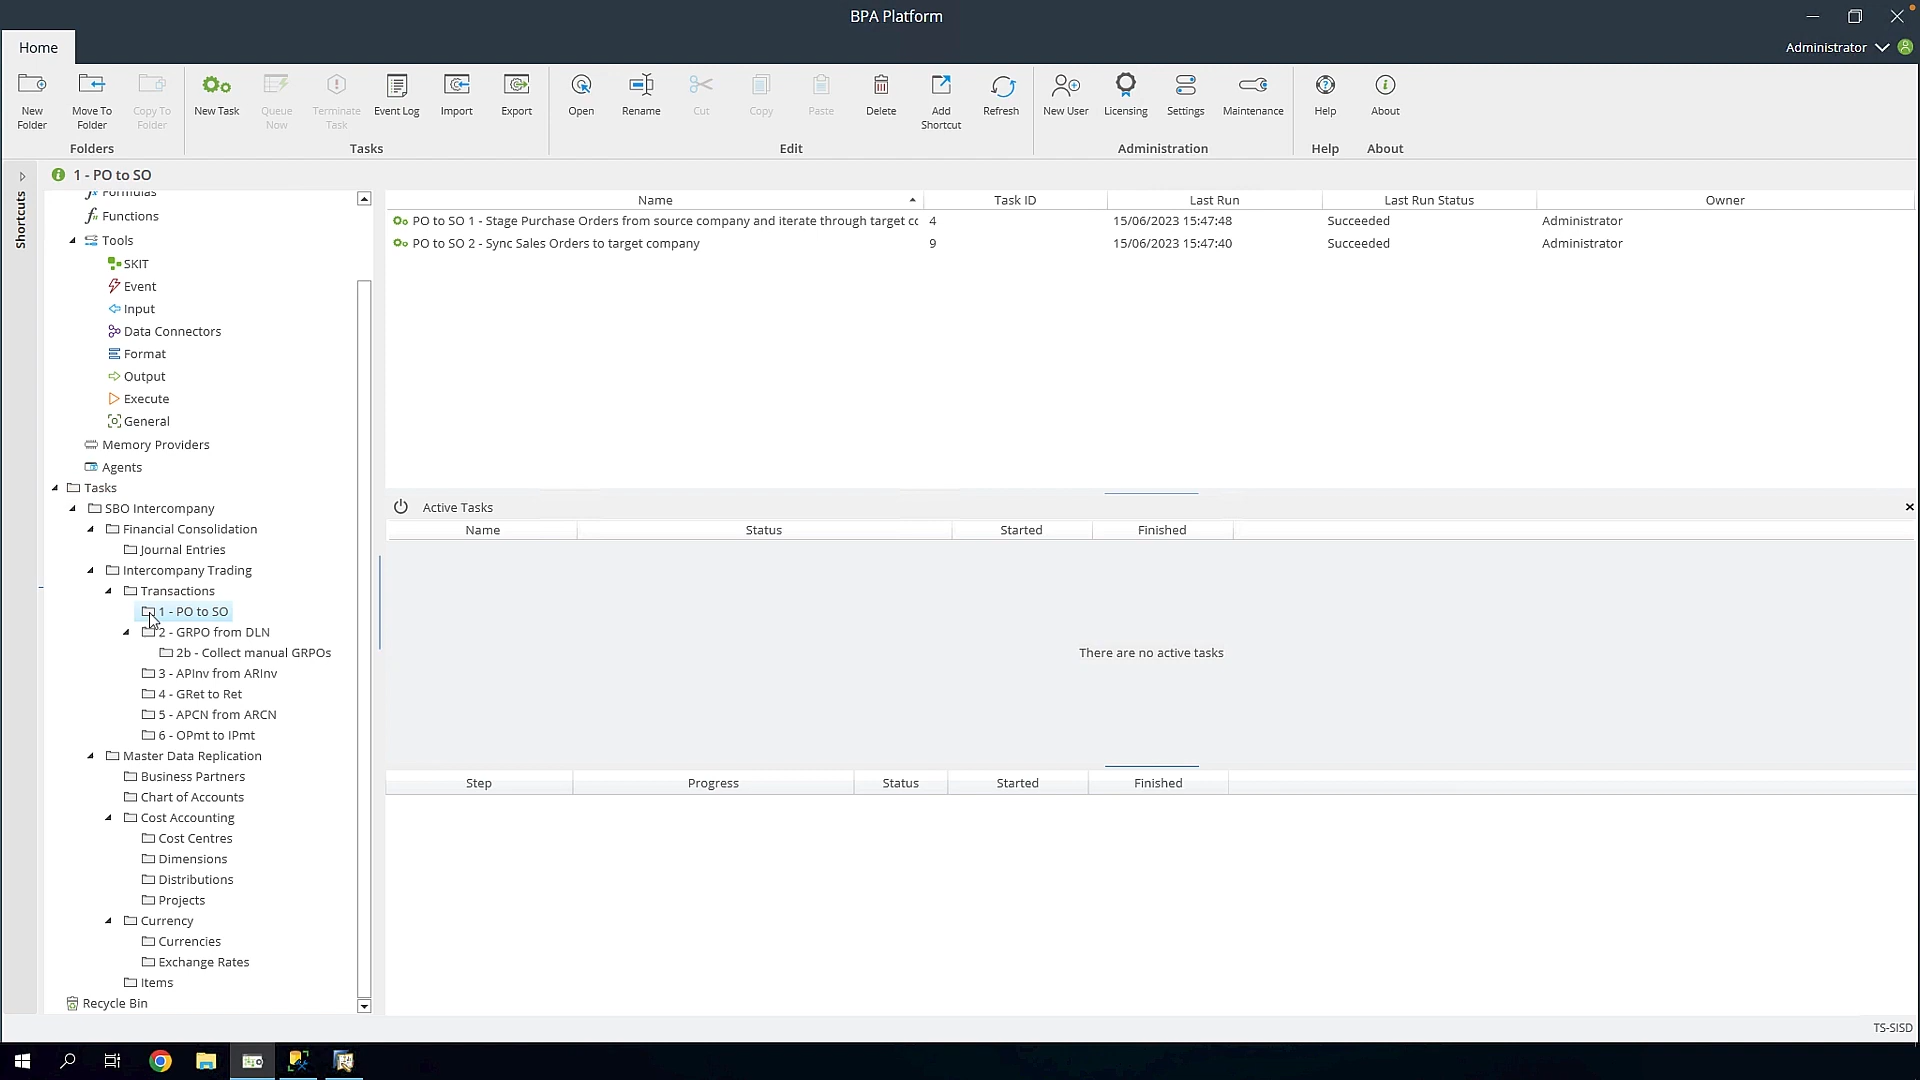 BPA Platform
Home
Administrator
New Folder
Move To Folder
Copy To Folder
Folders
New Task
Queue Now
Terminate Task
Event Log
Import
Export
Tasks
Open
Rename
Cut
Copy
Paste
Delete
Add Shortcut
Refresh
Edit
New User
Licensing
Settings
Maintenance
Administration
Help
Help
About
About
Shortcuts
1 - PO to SO
Formulas
Functions
Tools
SKIT
Event
Input
Data Connectors
Format
Output
Execute
General
Memory Providers
Agents
Tasks
SBO Intercompany
Financial Consolidation
Journal Entries
Intercompany Trading
Transactions
1 - PO to SO
2 - GRPO from DLN
2b - Collect manual GRPOs
3 - APInv from ARInv
4 - GRet to Ret
5 - APCN from ARCN
6 - OPmt to IPmt
Master Data Replication
Business Partners
Chart of Accounts
Cost Accounting
Cost Centres
Dimensions
Distributions
Projects
Currency
Currencies
Exchange Rates
Items
Recycle Bin
Name Task ID Last Run Last Run Status Owner
PO to SO 1 - Stage Purchase Orders from source company and iterate through target cc 4 15/06/2023 15:47:48 Succeeded Administrator
PO to SO 2 - Sync Sales Orders to target company 9 15/06/2023 15:47:40 Succeeded Administrator
Active Tasks
Name Status Started Finished
There are no active tasks
Step Progress Status Started Finished
TS-SISD